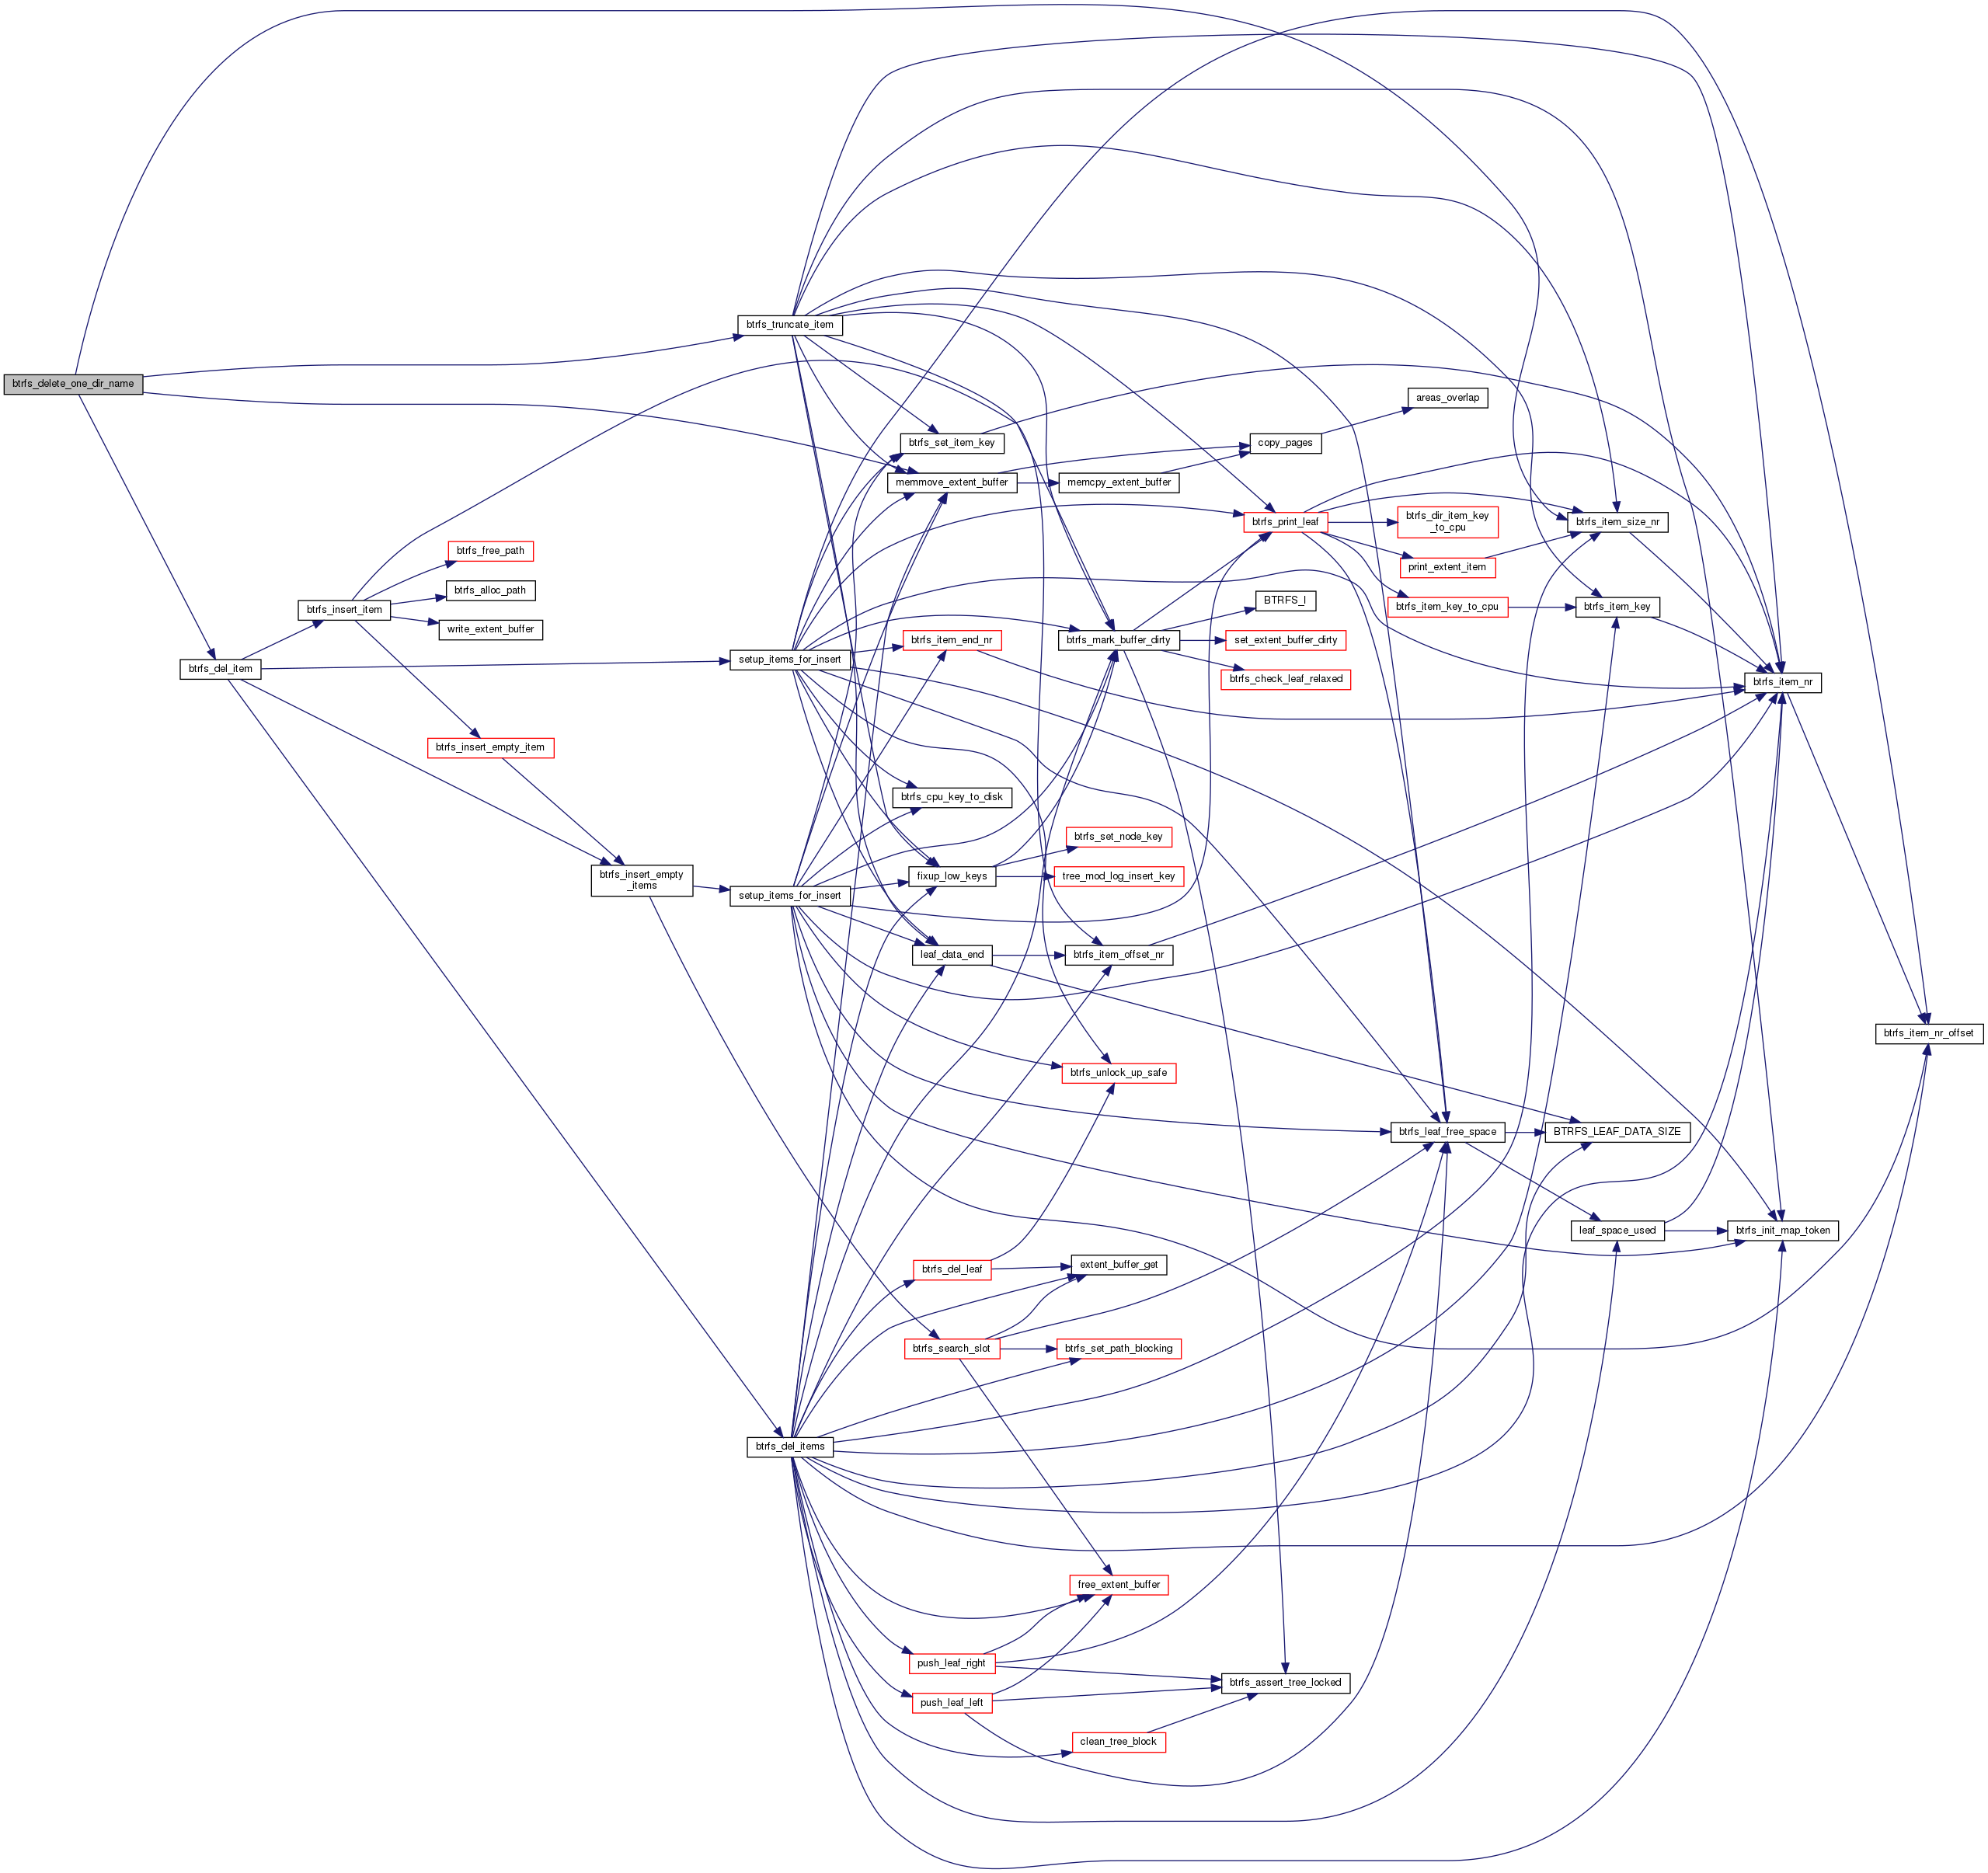 btrfs_delete_one_dir_name
btrfs_del_item
btrfs_insert_item
btrfs_free_path
btrfs_alloc_path
write_extent_buffer
btrfs_insert_empty_item
btrfs_insert_empty
_items
btrfs_truncate_item
setup_items_for_insert
setup_items_for_insert
btrfs_del_items
btrfs_set_item_key
memmove_extent_buffer
btrfs_item_end_nr
btrfs_cpu_key_to_disk
fixup_low_keys
leaf_data_end
btrfs_del_leaf
btrfs_search_slot
push_leaf_right
push_leaf_left
memcpy_extent_buffer
btrfs_mark_buffer_dirty
btrfs_set_node_key
tree_mod_log_insert_key
btrfs_item_offset_nr
btrfs_unlock_up_safe
extent_buffer_get
btrfs_set_path_blocking
free_extent_buffer
clean_tree_block
copy_pages
btrfs_print_leaf
BTRFS_I
set_extent_buffer_dirty
btrfs_check_leaf_relaxed
btrfs_assert_tree_locked
areas_overlap
btrfs_dir_item_key
_to_cpu
print_extent_item
btrfs_item_key_to_cpu
btrfs_leaf_free_space
btrfs_item_size_nr
btrfs_item_key
BTRFS_LEAF_DATA_SIZE
leaf_space_used
btrfs_item_nr
btrfs_init_map_token
btrfs_item_nr_offset